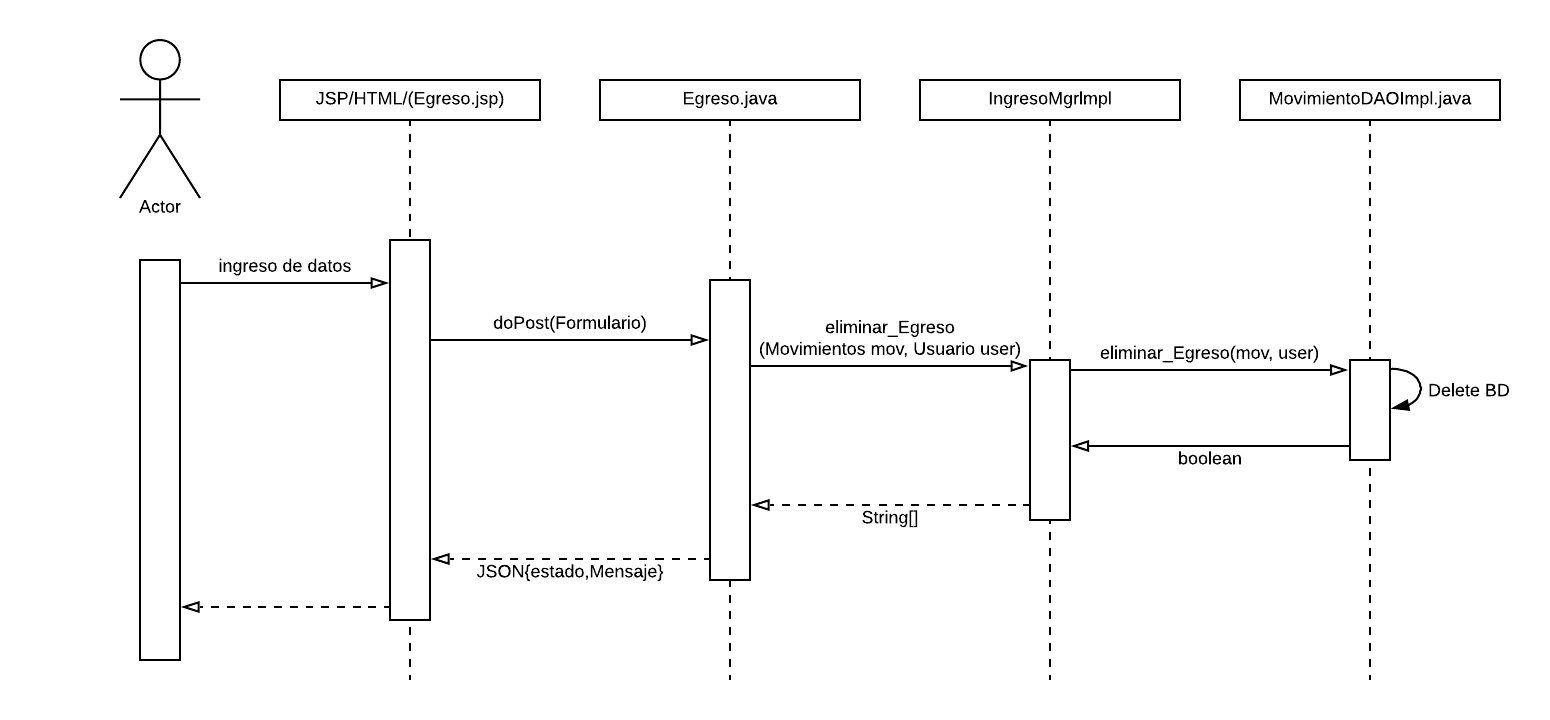 JSP/HTML/(Egreso.jsp)
Egreso.java
IngresoMgrImpl
MovimientoDAOImpl.java
Actor
ingreso de datos
doPost(Formulario)
eliminar_Egreso
(Movimientos mov, Usuario user)
eliminar_Egreso(mov, user)
Delete BD
boolean
String[]
JSON{estado,Mensaje}